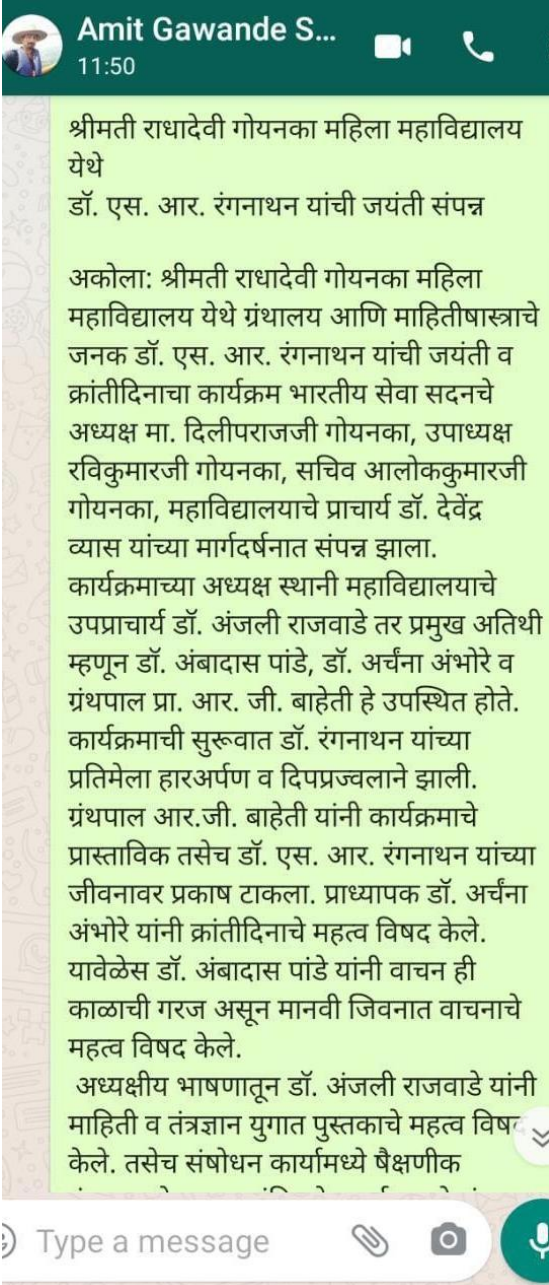 Amit Gawande S...
11:50
श्रीमती राधादेवी गोयनका महिला महाविद्यालय
येथे
डॉ. एस. आर. रंगनाथन यांची जयंती संपन्न
अकोला: श्रीमती राधादेवी गोयनका महिला
महाविद्यालय येथे ग्रंथालय आणि माहितीषास्त्राचे
जनक डॉ. एस. आर. रंगनाथन यांची जयंती व
क्रांतीदिनाचा कार्यक्रम भारतीय सेवा सदनचे
अध्यक्ष मा. दिलीपराजजी गोयनका, उपाध्यक्ष
रविकुमारजी गोयनका, सचिव आलोककुमारजी
गोयनका, महाविद्यालयाचे प्राचार्य डॉ. देवेंद्र
व्यास यांच्या मार्गदर्षनात संपन्न झाला.
कार्यक्रमाच्या अध्यक्ष स्थानी महाविद्यालयाचे
उपप्राचार्य डॉ. अंजली राजवाडे तर प्रमुख अतिथी
म्हणून डॉ. अंबादास पांडे, डॉ. अर्चंना अंभोरे व
ग्रंथपाल प्रा. आर. जी. बाहेती हे उपस्थित होते.
कार्यक्रमाची सुरूवात डॉ. रंगनाथन यांच्या
प्रतिमेला हारअर्पण व दिपप्रज्वलाने झाली.
ग्रंथपाल आर.जी. बाहेती यांनी कार्यक्रमाचे
प्रास्ताविक तसेच डॉ. एस. आर. रंगनाथन यांच्या
जीवनावर प्रकाष टाकला. प्राध्यापक डॉ. अर्चंना
अंभोरे यांनी क्रांतीदिनाचे महत्व विषद केले.
यावेळेस डॉ. अंबादास पांडे यांनी वाचन ही
काळाची गरज असून मानवी जिवनात वाचनाचे
महत्व विषद केले.
अध्यक्षीय भाषणातून डॉ. अंजली राजवाडे यांनी
माहिती व तंत्रज्ञान युगात पुस्तकाचे महत्व विषद
केले. तसेच संषोधन कार्यामध्ये षैक्षणीक
Type a message